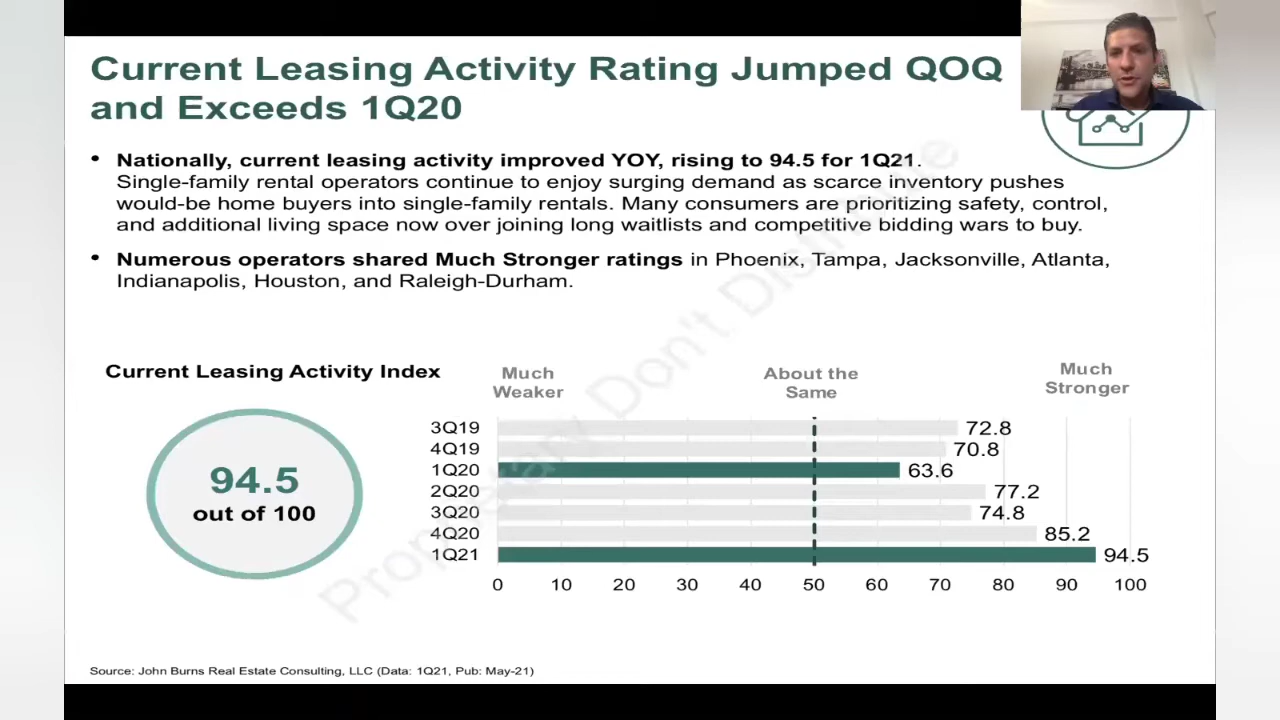 Current Leasing Activity Rating Jumped QOQ
and Exceeds 1Q20
• Nationally, current leasing activity improved YOY, rising to 94.5 for 1Q21.
Single-family rental operators continue to enjoy surging demand as scarce inventory pushes
would-be home buyers into single-family rentals. Many consumers are prioritizing safety, control,
and additional living space now over joining long waitlists and competitive bidding wars to buy.
• Numerous operators shared Much Stronger ratings in Phoenix, Tampa, Jacksonville, Atlanta,
Indianapolis, Houston, and Raleigh-Durham.
Current Leasing Activity Index
94.5
out of 100
Much
Weaker
About the
Same
Much
Stronger
3Q19 72.8
4Q19 70.8
1Q20 63.6
2Q20 77.2
3Q20 74.8
4Q20 85.2
1Q21 94.5
0 10 20 30 40 50 60 70 80 90 100
Proprietary Don't Distribute
Source: John Burns Real Estate Consulting, LLC (Data: 1Q21, Pub: May-21)